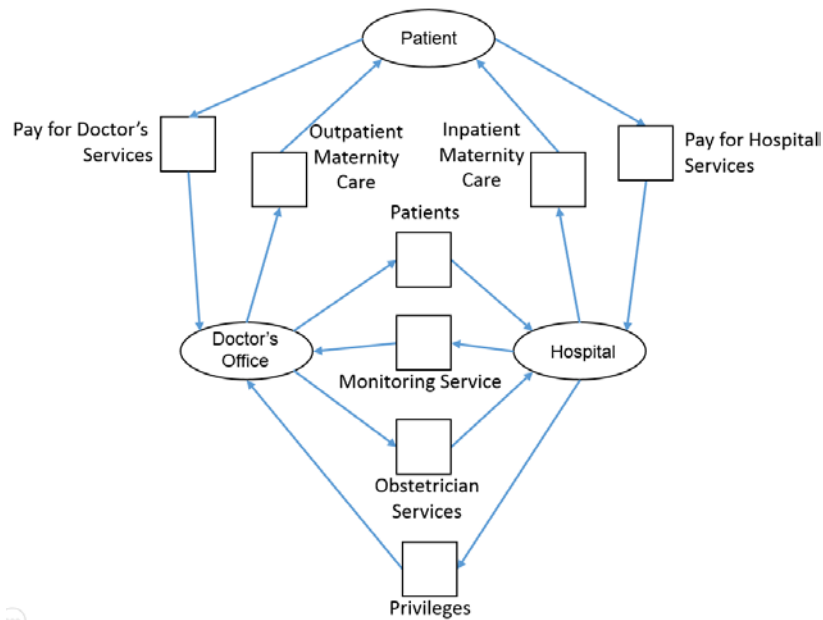 Patient
Pay for Doctor's
Services
Outpatient
Maternity
Care
Inpatient
Maternity
Care
Pay for Hospital
Services
Patients
Doctor's
Office
Hospital
Monitoring Service
Obstetrician
Services
Privileges